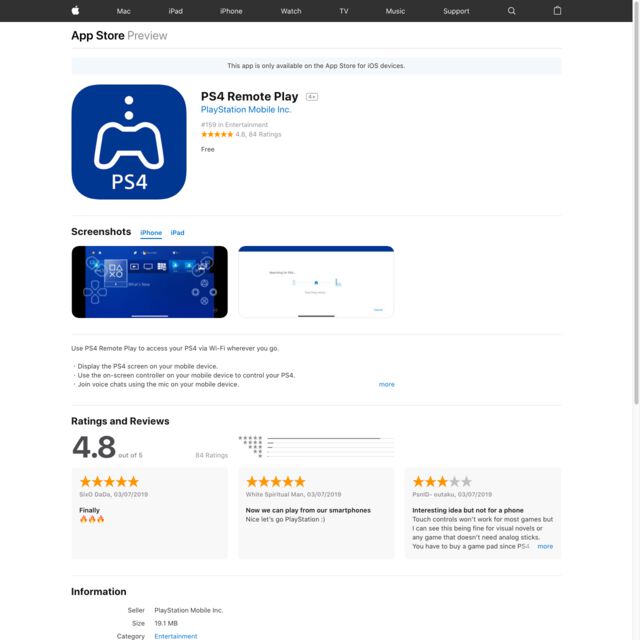 Mac iPad iPhone Watch TV Music Support
App Store Preview
This app is only available on the App Store for iOS devices.
PS4
PS4 Remote Play 4+
PlayStation Mobile Inc.
#159 in Entertainment
4.8, 84 Ratings
Free
Screenshots iPhone iPad
What's New
Use PS4 Remote Play to access your PS4 via Wi-Fi wherever you go.
· Display the PS4 screen on your mobile device.
· Use the on-screen controller on your mobile device to control your PS4.
· Join voice chats using the mic on your mobile device.
more
Ratings and Reviews
4.8 out of 5
84 Ratings
SixO DaDa, 03/07/2019
Finally
🔥🔥🔥
White Spiritual Man, 03/07/2019
Now we can play from our smartphones
Nice let's go PlayStation :)
PsnID- outaku, 03/07/2019
Interesting idea but not for a phone
Touch controls won't work for most games but
I can see this being fine for visual novels or
any game that doesn't need analog sticks.
You have to buy a game pad since PS4 more
Information
Seller PlayStation Mobile Inc.
Size 19.1 MB
Category Entertainment